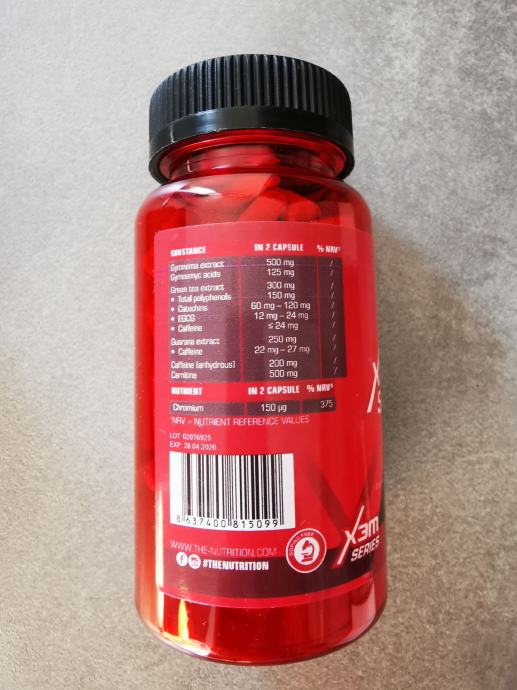 SUBSTANCE IN 2 CAPSULE % NRV*
Gymnema extract 500 mg /
Gymnemyc acids 125 mg /
Green tea extract 300 mg /
• Total polyphenols 150 mg /
• Catechins 60 mg – 120 mg /
• EGCG 12 mg – 24 mg /
• Caffeine ≤ 24 mg /
Guarana extract 250 mg /
• Caffeine 22 mg – 27 mg /
Caffeine (anhydrous) 200 mg /
Carnitine 500 mg /
NUTRIENT IN 2 CAPSULE % NRV*
Chromium 150 µg 375
*NRV = NUTRIENT REFERENCE VALUES
LOT: 02076925
EXP: 28.04.2026
8 637400 815099
WWW.THE-NUTRITION.COM
#THENUTRITION
DOPING FREE
X3M
SERIES